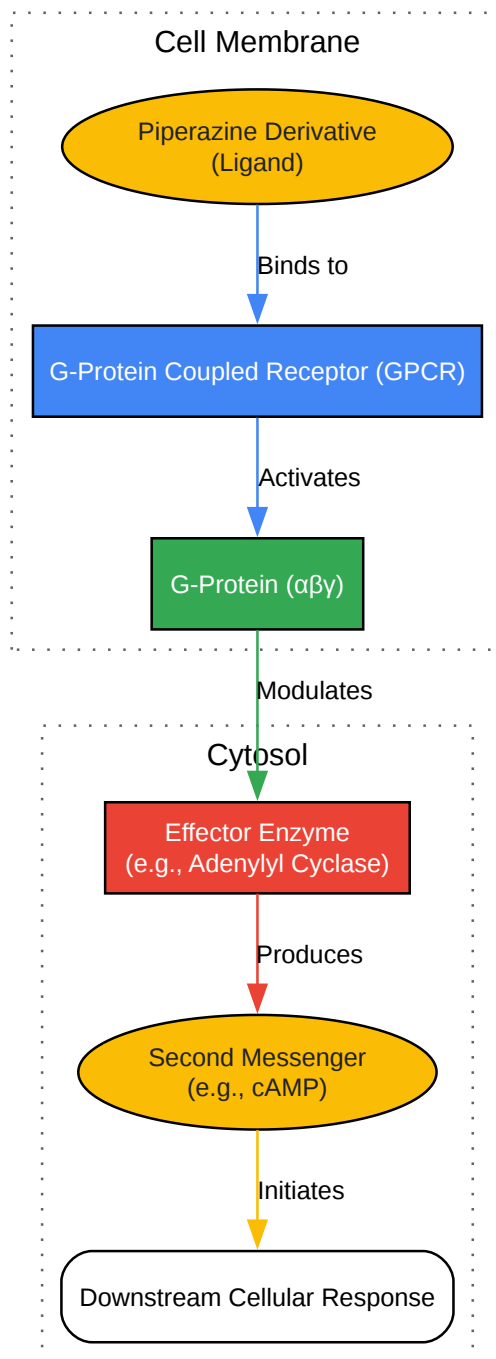 Cell Membrane
Piperazine Derivative
(Ligand)
Binds to
G-Protein Coupled Receptor (GPCR)
Activates
G-Protein (αβγ)
Modulates
Cytosol
Effector Enzyme
(e.g., Adenylyl Cyclase)
Produces
Second Messenger
(e.g., cAMP)
Initiates
Downstream Cellular Response